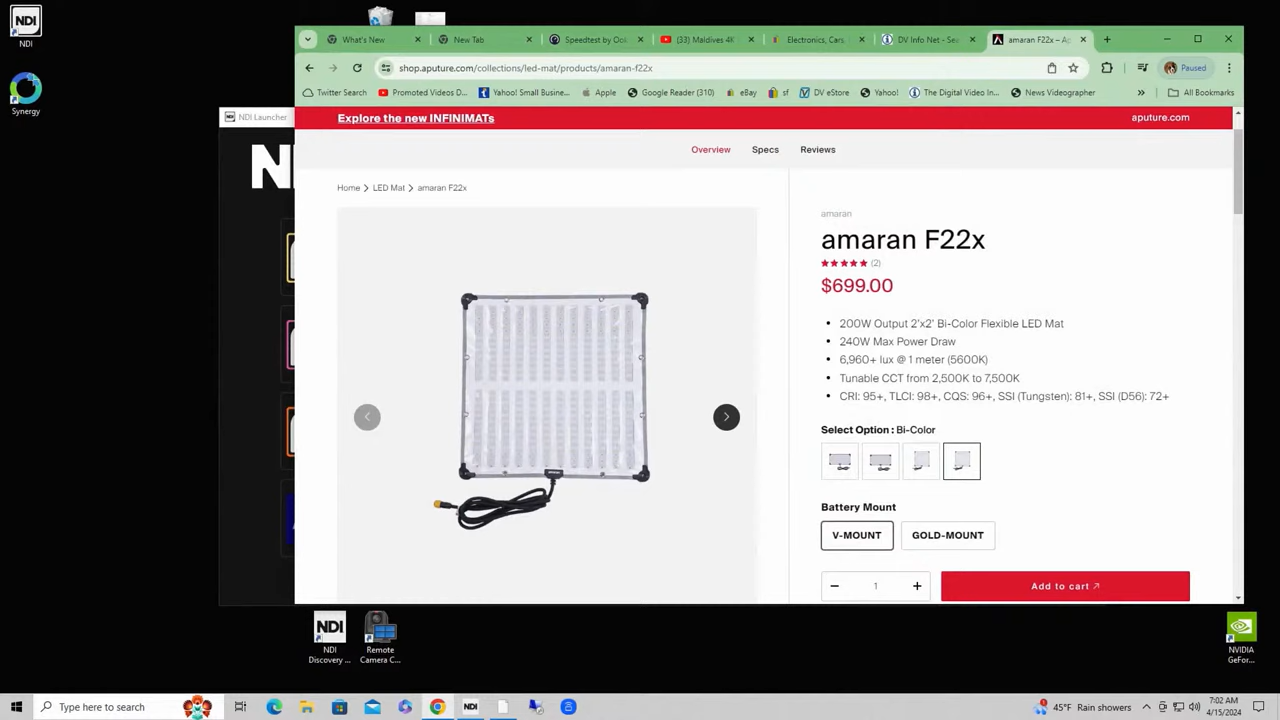 NDI
NDI
Synergy
What's New
New Tab
Speedtest by Ook
(33) Maldives 4K
Electronics, Cars,
DV Info Net - Sea
amaran F22x – Ap
shop.aputure.com/collections/led-mat/products/amaran-f22x
Paused
Twitter Search
Promoted Videos D...
Yahoo! Small Busine...
Apple
Google Reader (310)
eBay
sf
DV eStore
Yahoo!
The Digital Video In...
News Videographer
»
All Bookmarks
NDI Launcher
Explore the new INFINIMATs
aputure.com
Overview
Specs
Reviews
Home > LED Mat > amaran F22x
amaran
amaran F22x
(2)
$699.00
• 200W Output 2'x2' Bi-Color Flexible LED Mat
• 240W Max Power Draw
• 6,960+ lux @ 1 meter (5600K)
• Tunable CCT from 2,500K to 7,500K
• CRI: 95+, TLCI: 98+, CQS: 96+, SSI (Tungsten): 81+, SSI (D56): 72+
Select Option : Bi-Color
Battery Mount
V-MOUNT
GOLD-MOUNT
− 1 +
Add to cart
NDI
NDI
Discovery ...
Remote
Camera C...
NVIDIA
GeFor...
Type here to search
NDI
45°F Rain showers
7:02 AM
4/15/2024